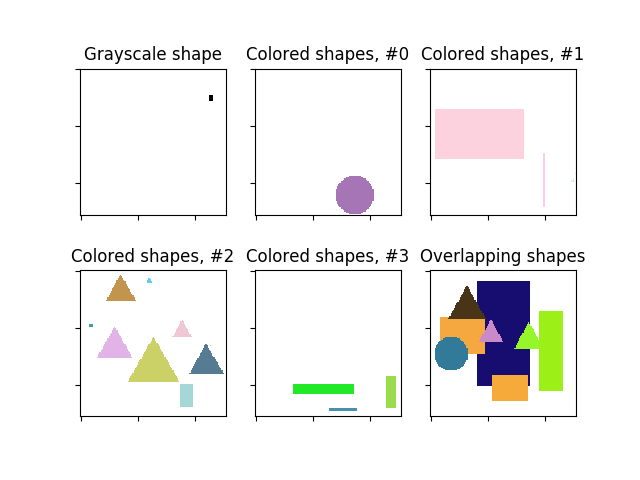 Grayscale shape
Colored shapes, #0
Colored shapes, #1
Colored shapes, #2
Colored shapes, #3
Overlapping shapes